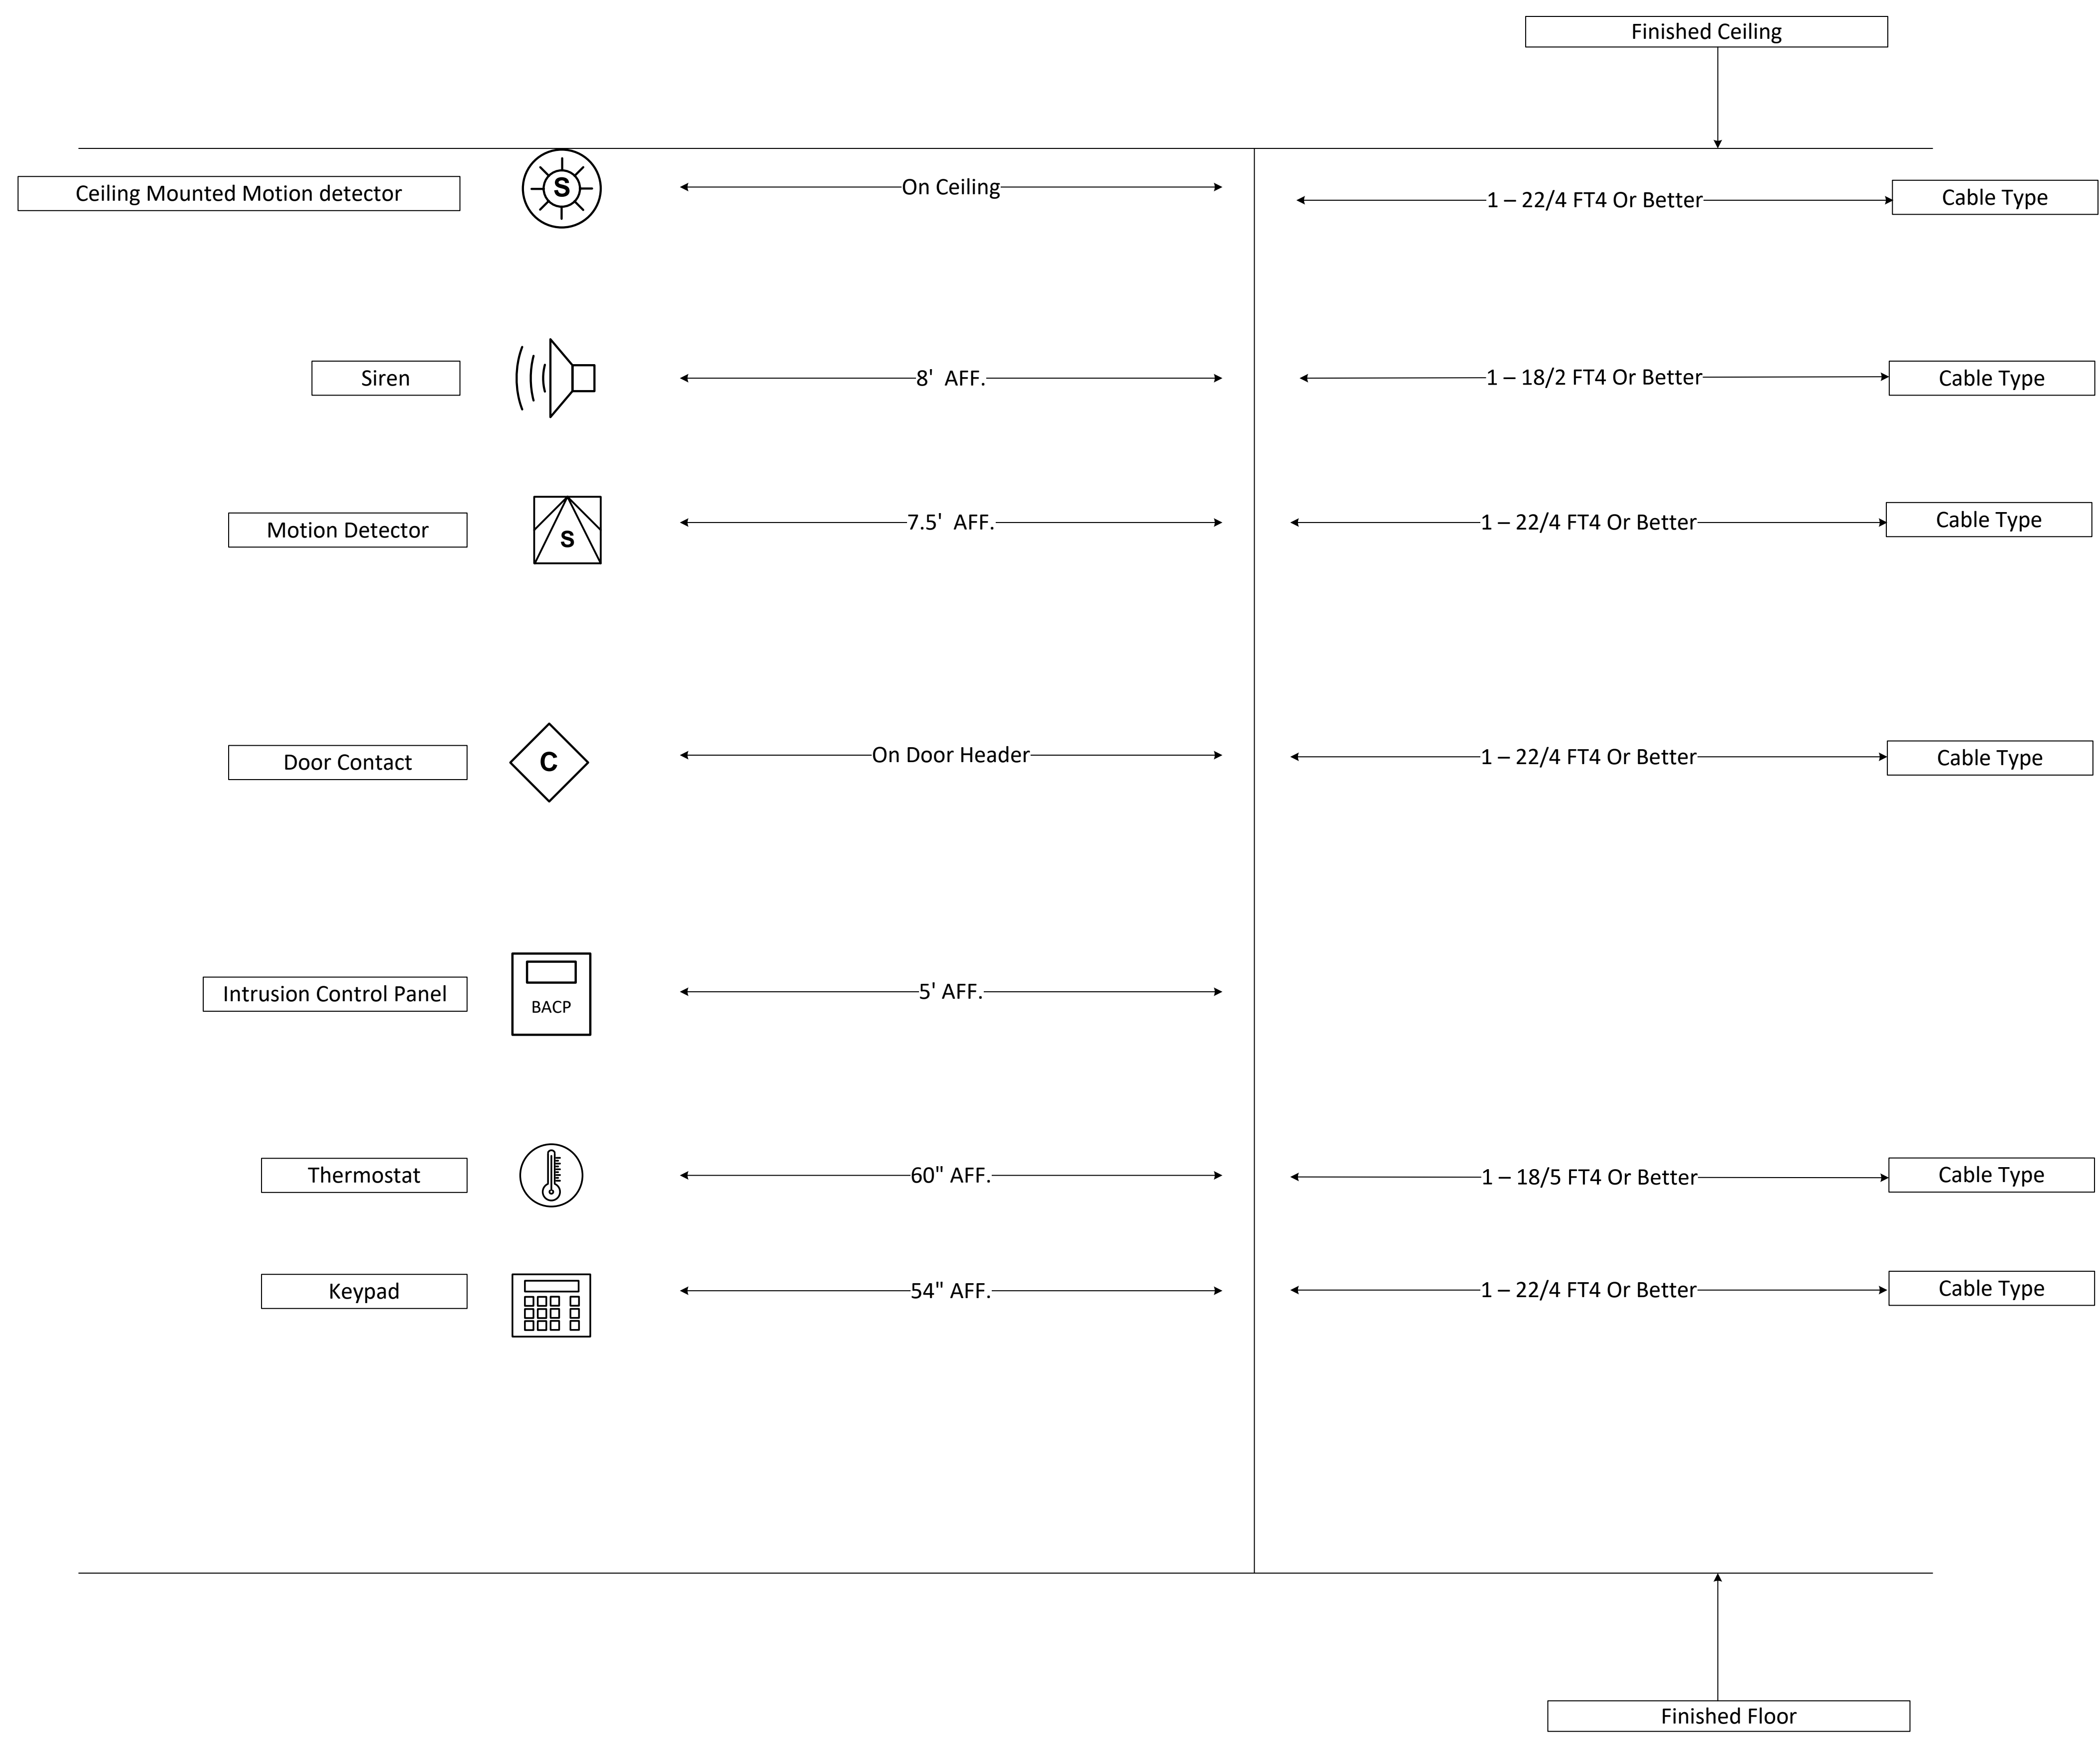 Finished Ceiling
Ceiling Mounted Motion detector
S
On Ceiling
1 – 22/4 FT4 Or Better
Cable Type
Siren
8'  AFF.
1 – 18/2 FT4 Or Better
Cable Type
Motion Detector
S
7.5'  AFF.
1 – 22/4 FT4 Or Better
Cable Type
Door Contact
C
On Door Header
1 – 22/4 FT4 Or Better
Cable Type
Intrusion Control Panel
BACP
5' AFF.
Thermostat
60" AFF.
1 – 18/5 FT4 Or Better
Cable Type
Keypad
54" AFF.
1 – 22/4 FT4 Or Better
Cable Type
Finished Floor